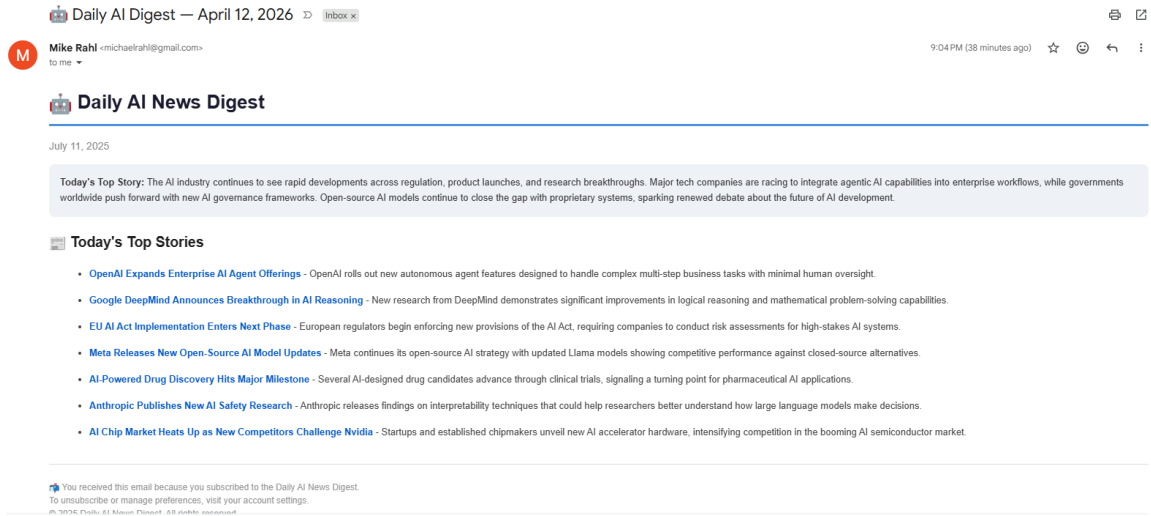 🤖 Daily AI Digest — April 12, 2026 Inbox x
M
Mike Rahl <michaelrahl@gmail.com> 9:04 PM (38 minutes ago)
to me
🤖 Daily AI News Digest
July 11, 2025
Today's Top Story: The AI industry continues to see rapid developments across regulation, product launches, and research breakthroughs. Major tech companies are racing to integrate agentic AI capabilities into enterprise workflows, while governments
worldwide push forward with new AI governance frameworks. Open-source AI models continue to close the gap with proprietary systems, sparking renewed debate about the future of AI development.
📰 Today's Top Stories
• OpenAI Expands Enterprise AI Agent Offerings - OpenAI rolls out new autonomous agent features designed to handle complex multi-step business tasks with minimal human oversight.
• Google DeepMind Announces Breakthrough in AI Reasoning - New research from DeepMind demonstrates significant improvements in logical reasoning and mathematical problem-solving capabilities.
• EU AI Act Implementation Enters Next Phase - European regulators begin enforcing new provisions of the AI Act, requiring companies to conduct risk assessments for high-stakes AI systems.
• Meta Releases New Open-Source AI Model Updates - Meta continues its open-source AI strategy with updated Llama models showing competitive performance against closed-source alternatives.
• AI-Powered Drug Discovery Hits Major Milestone - Several AI-designed drug candidates advance through clinical trials, signaling a turning point for pharmaceutical AI applications.
• Anthropic Publishes New AI Safety Research - Anthropic releases findings on interpretability techniques that could help researchers better understand how large language models make decisions.
• AI Chip Market Heats Up as New Competitors Challenge Nvidia - Startups and established chipmakers unveil new AI accelerator hardware, intensifying competition in the booming AI semiconductor market.
📬 You received this email because you subscribed to the Daily AI News Digest.
To unsubscribe or manage preferences, visit your account settings.
© 2025 Daily AI News Digest. All rights reserved.